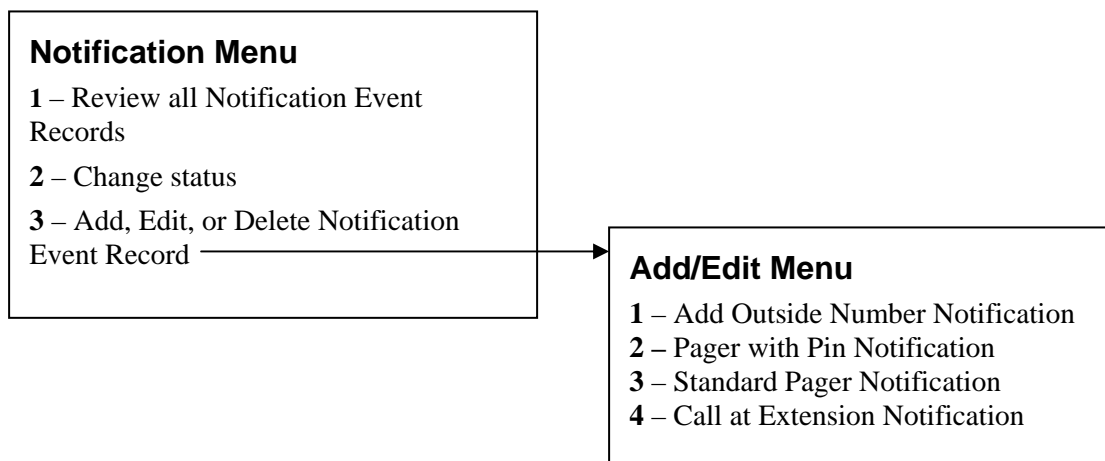 Notification Menu
1 – Review all Notification Event
Records
2 – Change status
3 – Add, Edit, or Delete Notification
Event Record
Add/Edit Menu
1 – Add Outside Number Notification
2 – Pager with Pin Notification
3 – Standard Pager Notification
4 – Call at Extension Notification